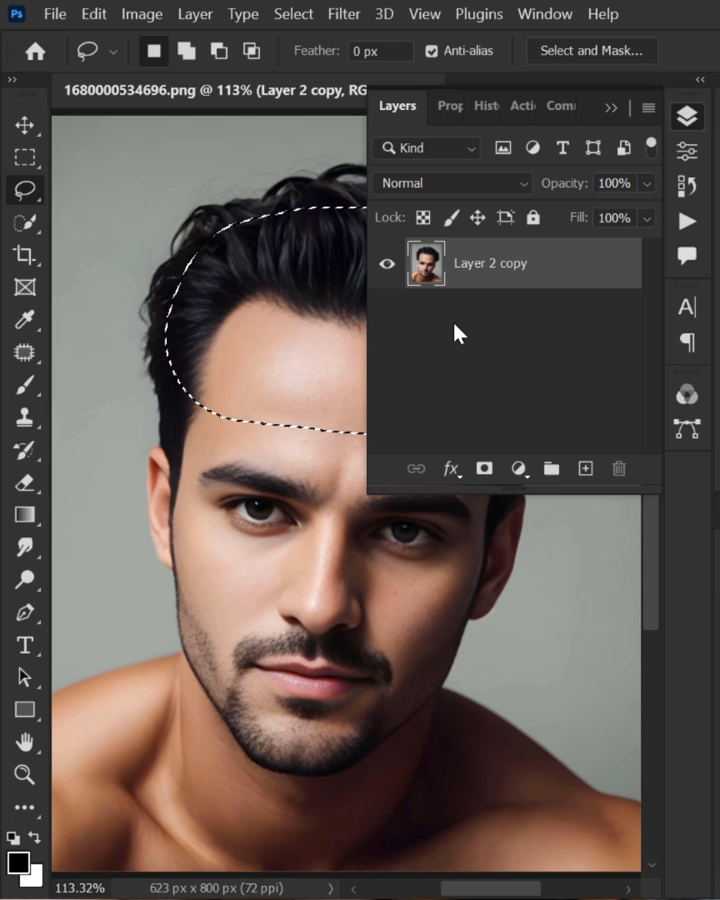 Ps File Edit Image Layer Type Select Filter 3D View Plugins Window Help
Feather: 0 px Anti-alias Select and Mask...
1680000534696.png @ 113% (Layer 2 copy, RG
Layers Prop Hist Acti Com
Kind
Normal Opacity: 100%
Lock: Fill: 100%
Layer 2 copy
fx
113.32% 623 px x 800 px (72 ppi)